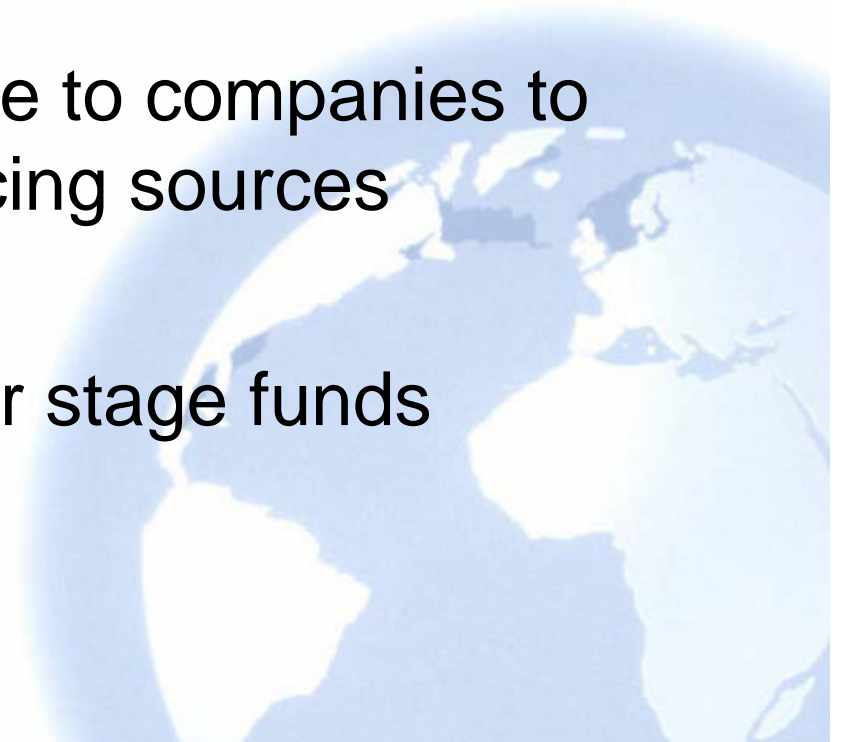 e to companies to
cing sources
r stage funds